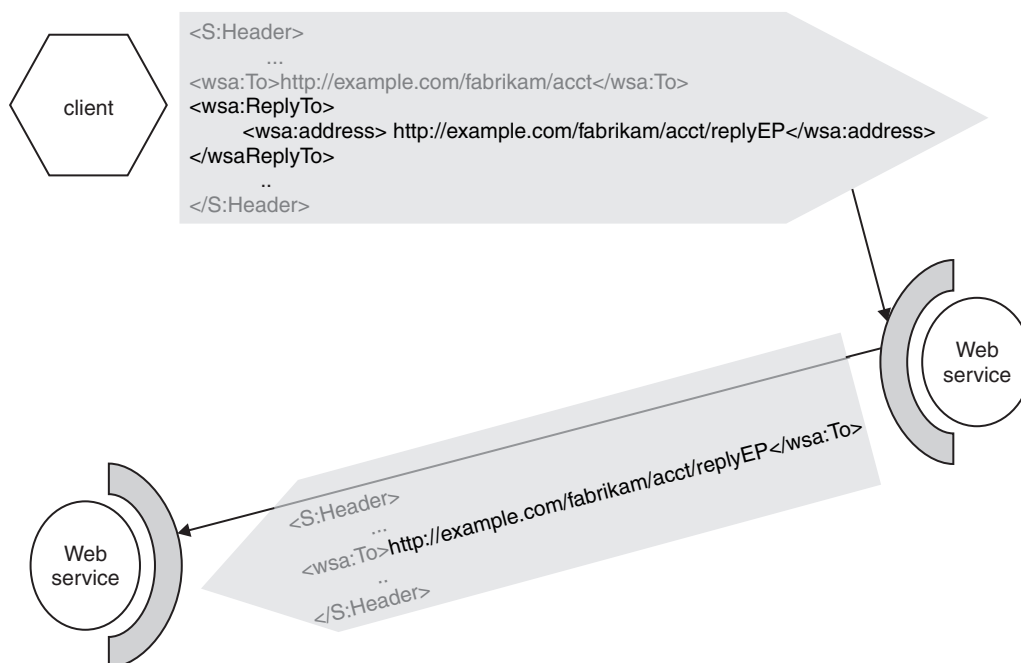 client
<S:Header>
...
<wsa:To>http://example.com/fabrikam/acct</wsa:To>
<wsa:ReplyTo>
<wsa:address> http://example.com/fabrikam/acct/replyEP</wsa:address>
</wsaReplyTo>
..
</S:Header>
Web
service
<S:Header>
...
<wsa:To>http://example.com/fabrikam/acct/replyEP</wsa:To>
..
</S:Header>
Web
service